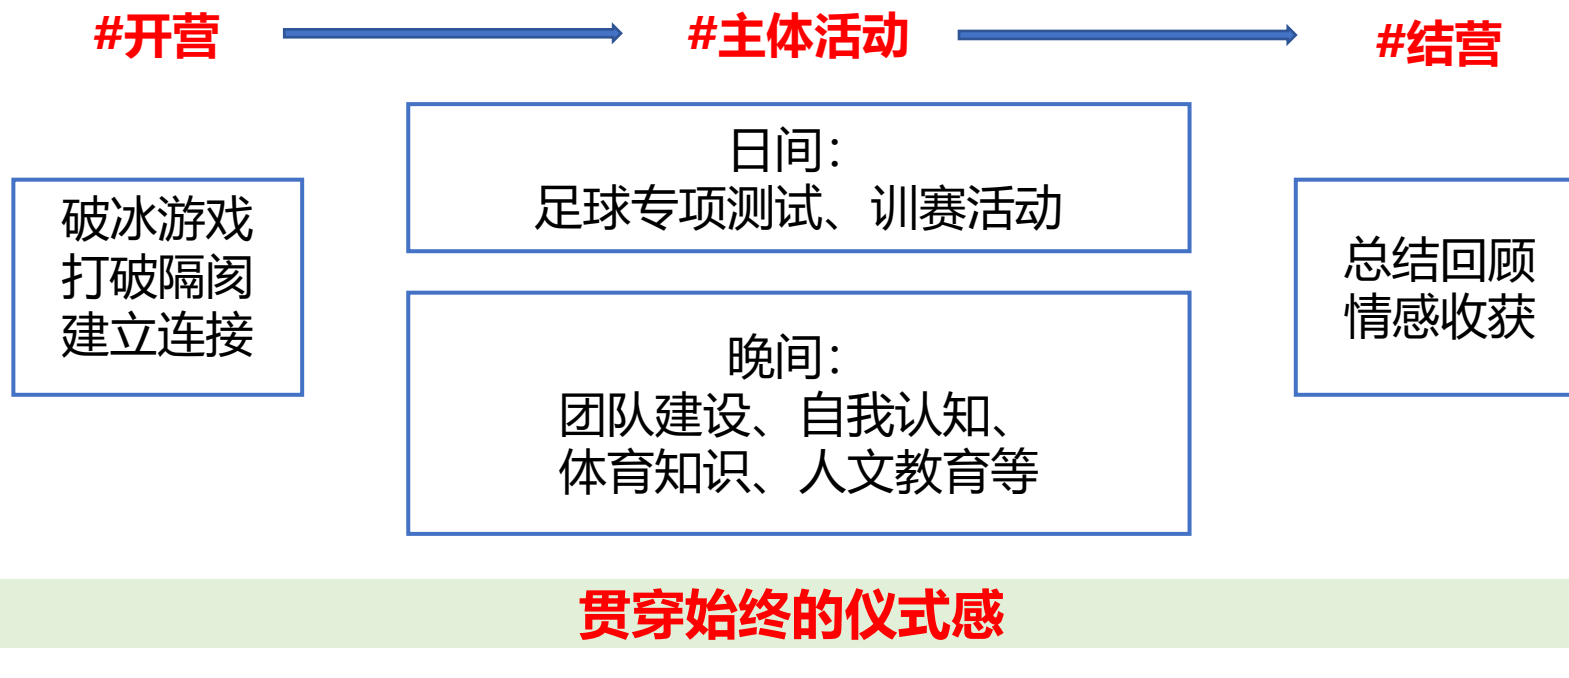 #开营
#主体活动
#结营
破冰游戏
打破隔阂
建立连接
日间：
足球专项测试、训赛活动
晚间：
团队建设、自我认知、
体育知识、人文教育等
总结回顾
情感收获
贯穿始终的仪式感